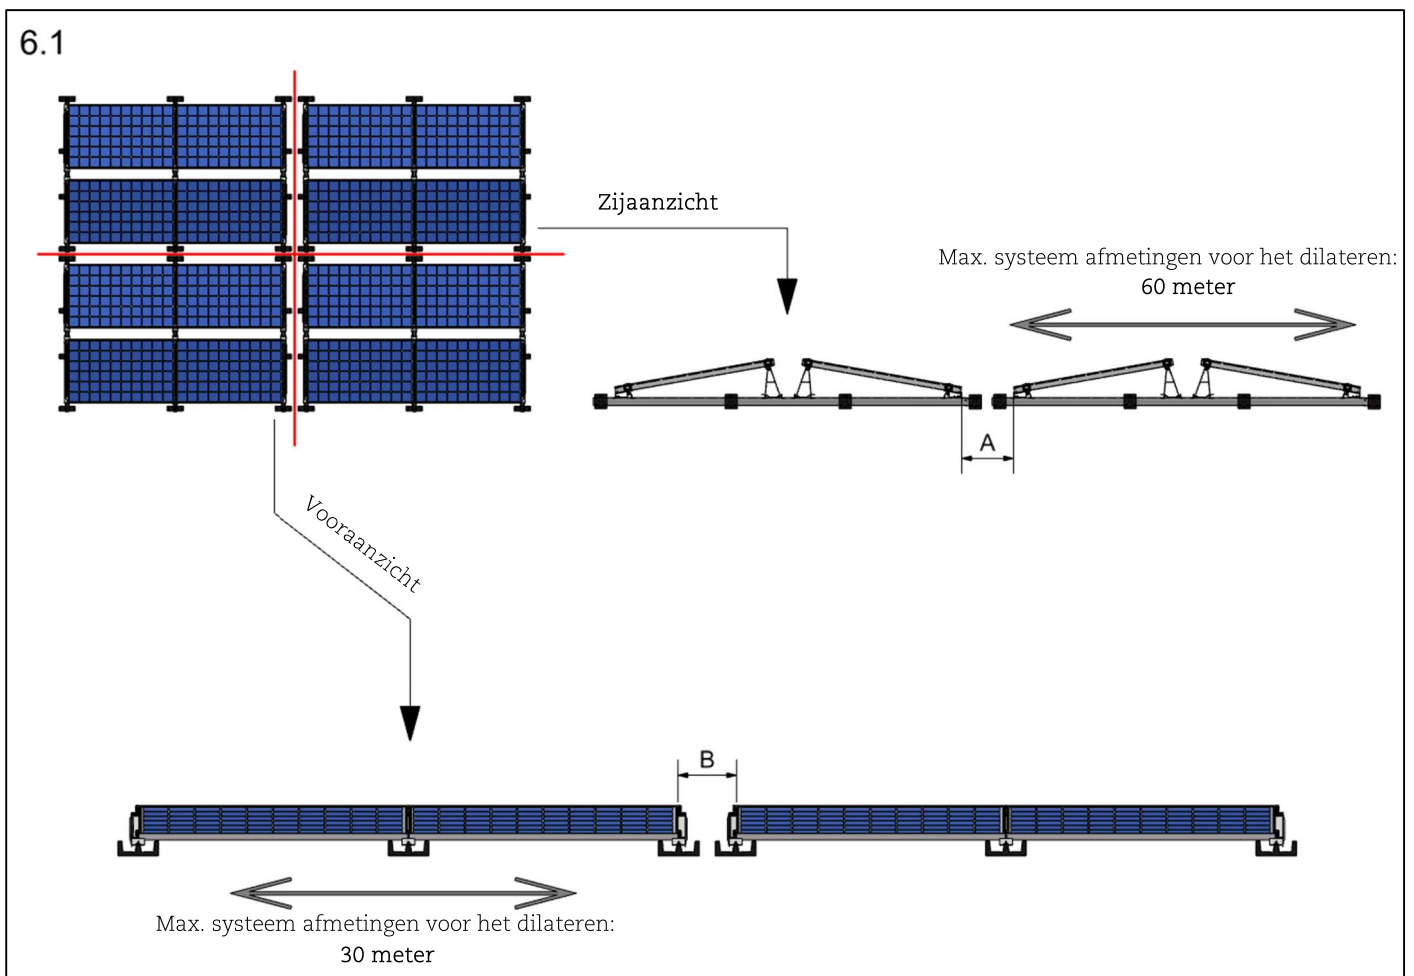 6.1
Zijaanzicht
Max. systeem afmetingen voor het dilateren:
60 meter
A
Vooraanzicht
B
Max. systeem afmetingen voor het dilateren:
30 meter